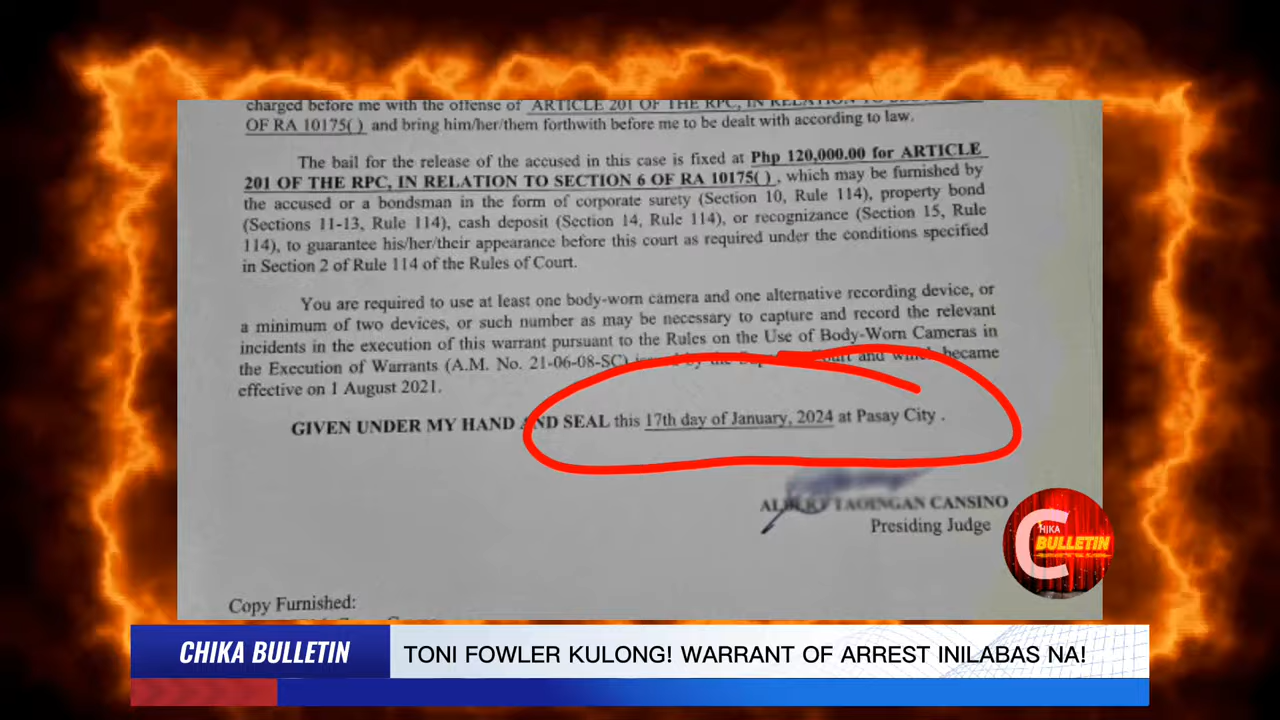 charged before me with the offense of ARTICLE 201 OF THE RPC, IN RELATION TO
OF RA 10175( ) and bring him/her/them forthwith before me to be dealt with according to law.
The bail for the release of the accused in this case is fixed at Php 120,000.00 for ARTICLE
201 OF THE RPC, IN RELATION TO SECTION 6 OF RA 10175( ) , which may be furnished by
the accused or a bondsman in the form of corporate surety (Section 10, Rule 114), property bond
(Sections 11-13, Rule 114), cash deposit (Section 14, Rule 114), or recognizance (Section 15, Rule
114), to guarantee his/her/their appearance before this court as required under the conditions specified
in Section 2 of Rule 114 of the Rules of Court.
You are required to use at least one body-worn camera and one alternative recording device, or
a minimum of two devices, or such number as may be necessary to capture and record the relevant
incidents in the execution of this warrant pursuant to the Rules on the Use of Body-Worn Cameras in
the Execution of Warrants (A.M. No. 21-06-08-SC) issued by the Court and which became
effective on 1 August 2021.
GIVEN UNDER MY HAND AND SEAL this 17th day of January, 2024 at Pasay City .
CANSINO
Presiding Judge
Copy Furnished:
CHIKA
BULLETIN
CHIKA BULLETIN
TONI FOWLER KULONG! WARRANT OF ARREST INILABAS NA!